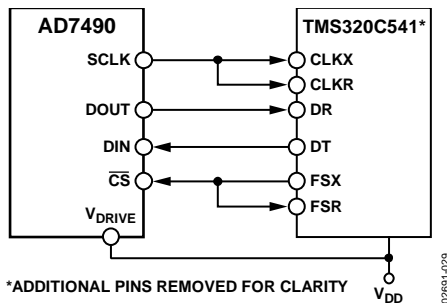 AD7490
TMS320C541*
SCLK
CLKX
CLKR
DOUT
DR
DIN
DT
CS
FSX
FSR
VDRIVE
*ADDITIONAL PINS REMOVED FOR CLARITY
VDD
02691-029